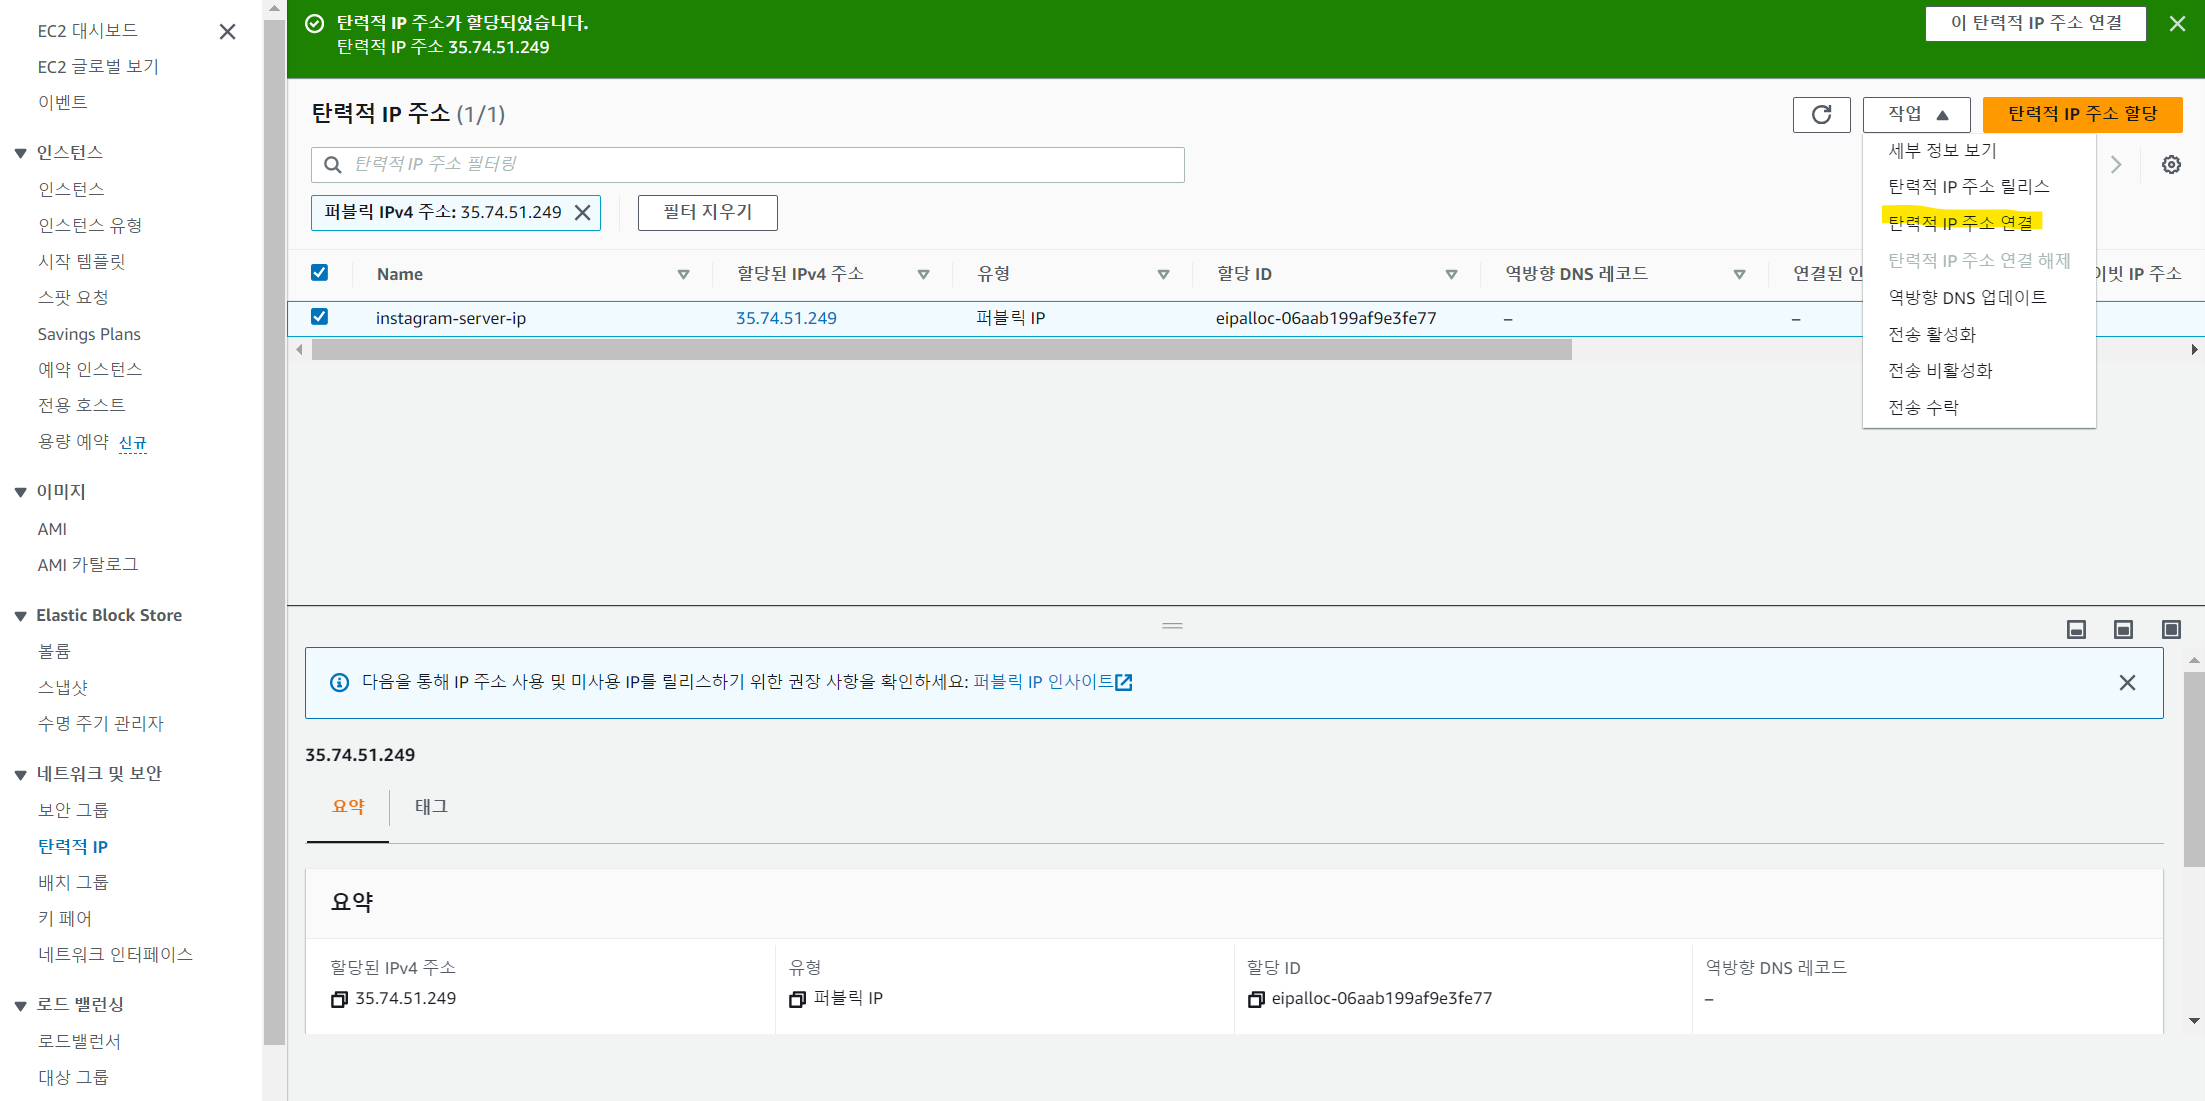 EC2 대시보드
EC2 글로벌 보기
이벤트
인스턴스
인스턴스
인스턴스 유형
시작 템플릿
스팟 요청
Savings Plans
예약 인스턴스
전용 호스트
용량 예약 신규
이미지
AMI
AMI 카탈로그
Elastic Block Store
볼륨
스냅샷
수명 주기 관리자
네트워크 및 보안
보안 그룹
탄력적 IP
배치 그룹
키 페어
네트워크 인터페이스
로드 밸런싱
로드밸런서
대상 그룹
탄력적 IP 주소가 할당되었습니다.
탄력적 IP 주소 35.74.51.249
이 탄력적 IP 주소 연결
탄력적 IP 주소 (1/1)
작업
탄력적 IP 주소 할당
탄력적 IP 주소 필터링
퍼블릭 IPv4 주소: 35.74.51.249
필터 지우기
세부 정보 보기
탄력적 IP 주소 릴리스
탄력적 IP 주소 연결
탄력적 IP 주소 연결 해제
역방향 DNS 업데이트
전송 활성화
전송 비활성화
전송 수락
Name 할당된 IPv4 주소 유형 할당 ID 역방향 DNS 레코드 연결된 인 이빗 IP 주소
instagram-server-ip 35.74.51.249 퍼블릭 IP eipalloc-06aab199af9e3fe77 – –
다음을 통해 IP 주소 사용 및 미사용 IP를 릴리스하기 위한 권장 사항을 확인하세요: 퍼블릭 IP 인사이트
35.74.51.249
요약 태그
요약
할당된 IPv4 주소 유형 할당 ID 역방향 DNS 레코드
35.74.51.249 퍼블릭 IP eipalloc-06aab199af9e3fe77 –